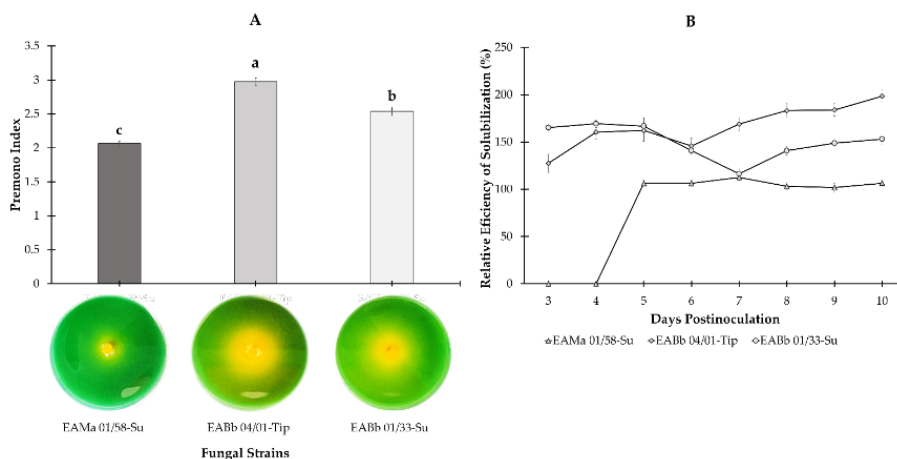 A
Premono Index
3.5
3
2.5
2
1.5
1
0.5
0
c
a
b
EAMa 01/58-Su
EABb 04/01-Tip
EABb 01/33-Su
Fungal Strains
B
Relative Eficiency of Solubilization (%)
250
200
150
100
50
0
3 4 5 6 7 8 9 10
Days Postinoculation
EAMa 01/58-Su EABb 04/01-Tip EABb 01/33-Su